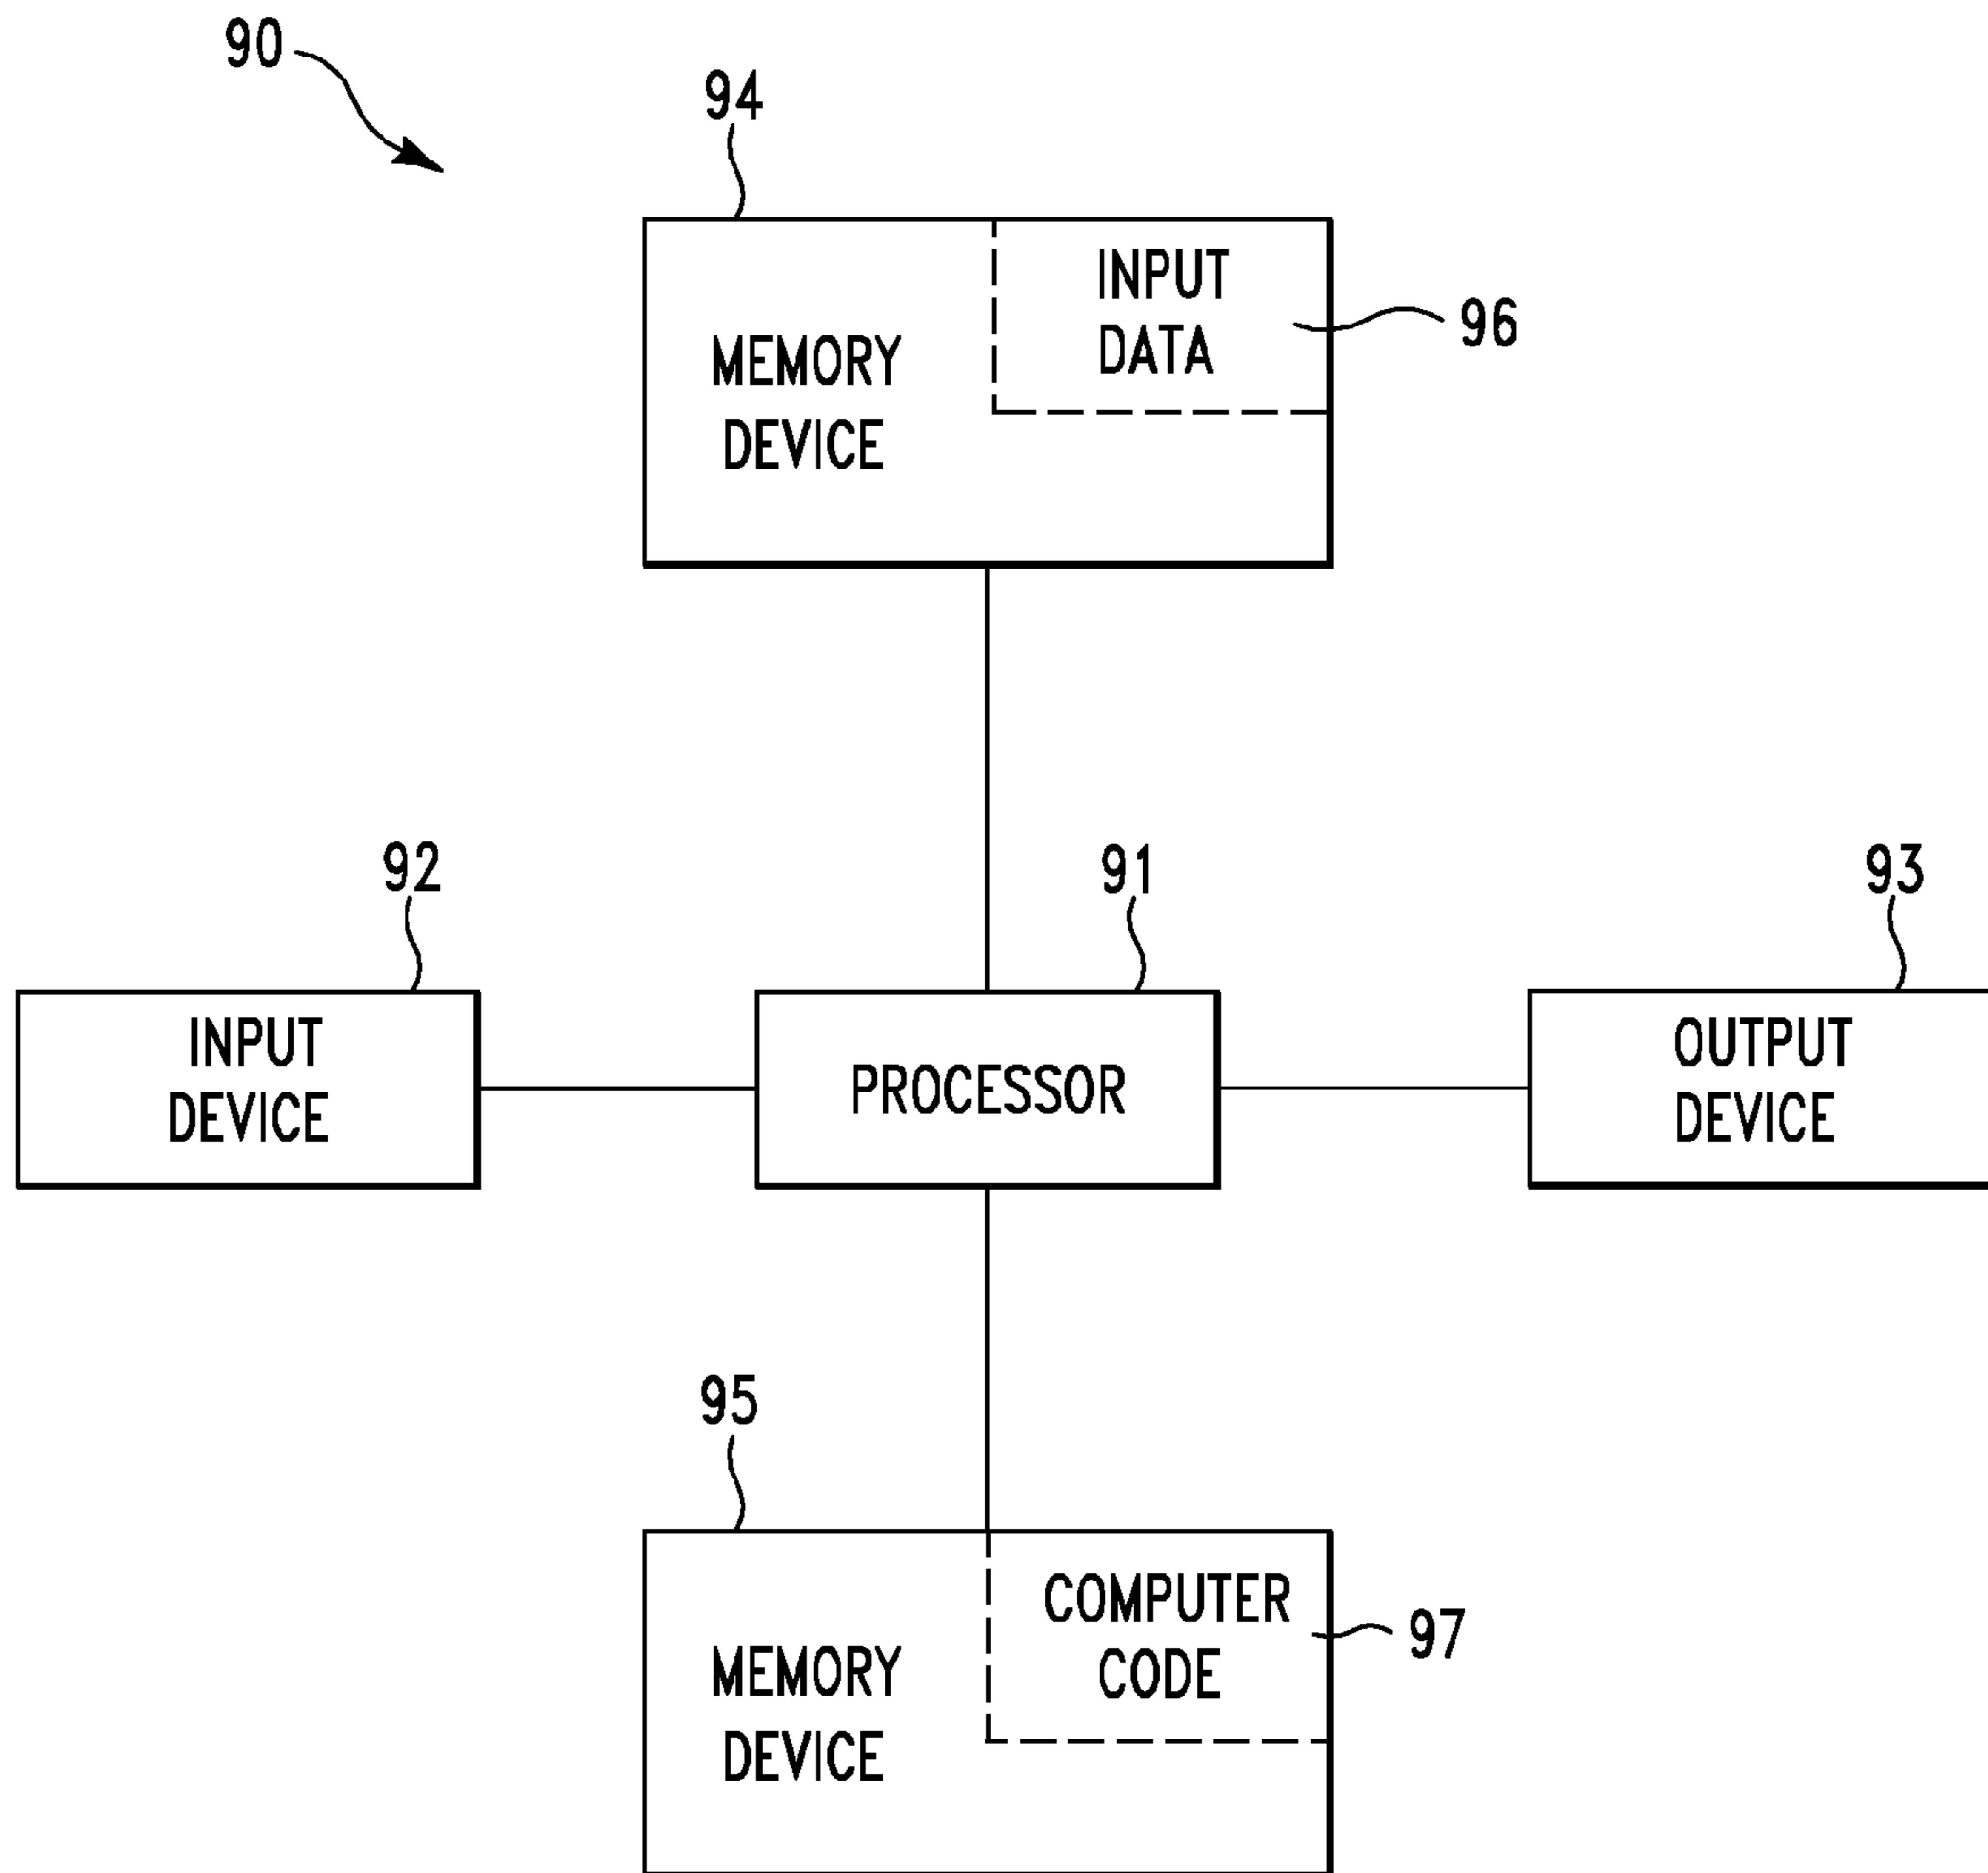 90
94
INPUT
DATA
96
MEMORY
DEVICE
92
91
93
INPUT
DEVICE
PROCESSOR
OUTPUT
DEVICE
95
COMPUTER
CODE
97
MEMORY
DEVICE